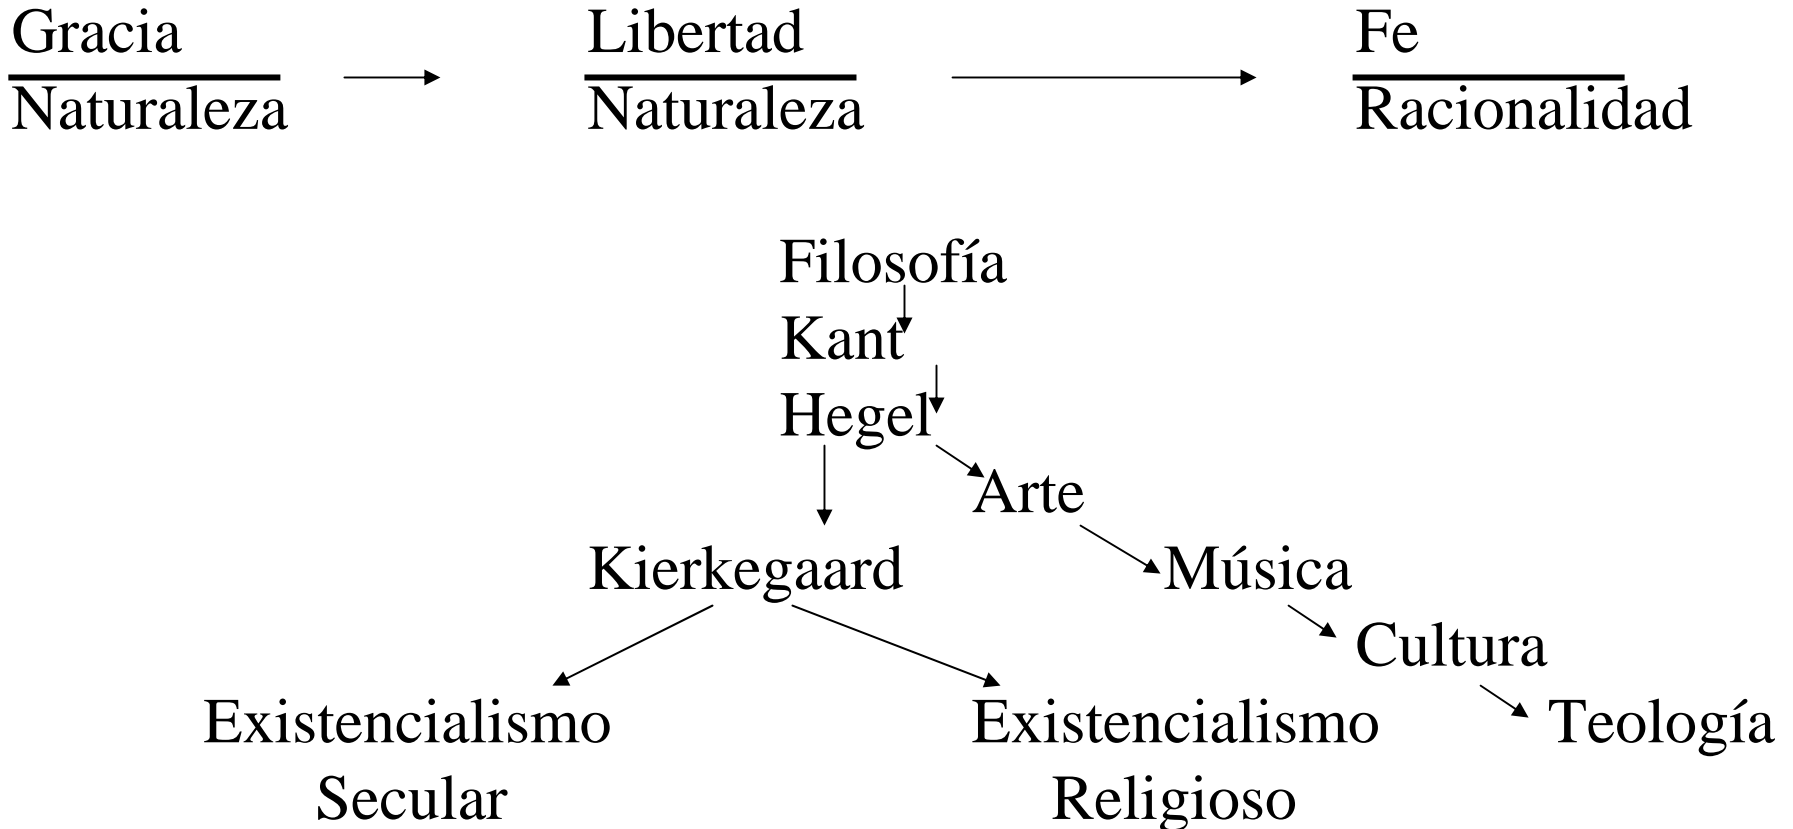 Gracia Libertad Fe
Naturaleza Naturaleza Racionalidad
Filosofía
Kant
Hegel
Arte
Kierkegaard Música
Cultura
Existencialismo Existencialismo Teología
Secular Religioso